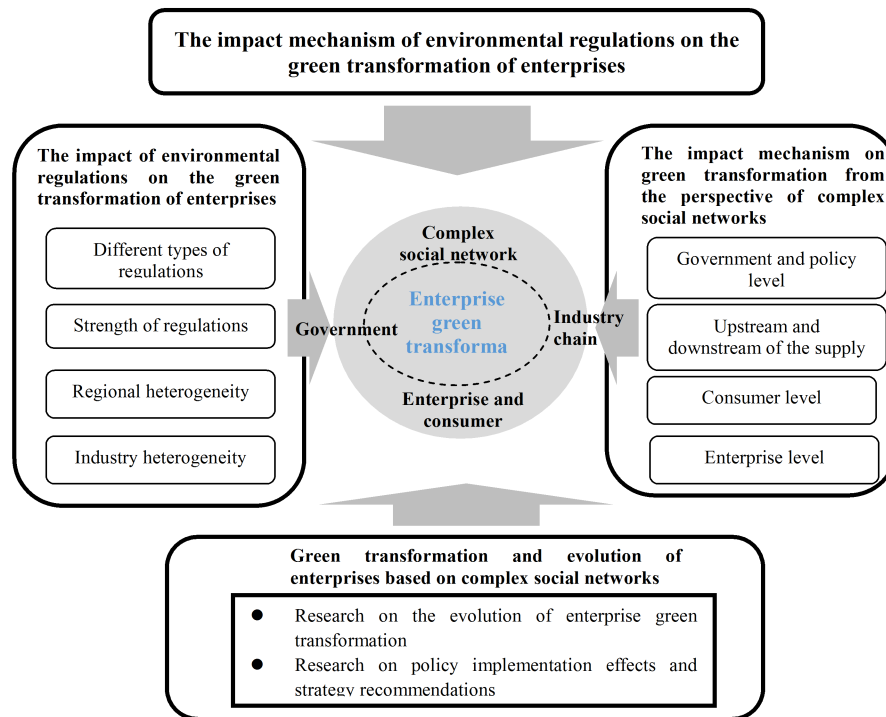 The impact mechanism of environmental regulations on the
green transformation of enterprises
The impact of environmental
regulations on the green
transformation of enterprises
Different types of
regulations
Strength of regulations
Regional heterogeneity
Industry heterogeneity
Complex
social network
Government
Enterprise
green
transforma
Industry
chain
Enterprise and
consumer
The impact mechanism on
green transformation from
the perspective of complex
social networks
Government and policy
level
Upstream and
downstream of the supply
Consumer level
Enterprise level
Green transformation and evolution of
enterprises based on complex social networks
● Research on the evolution of enterprise green
transformation
● Research on policy implementation effects and
strategy recommendations